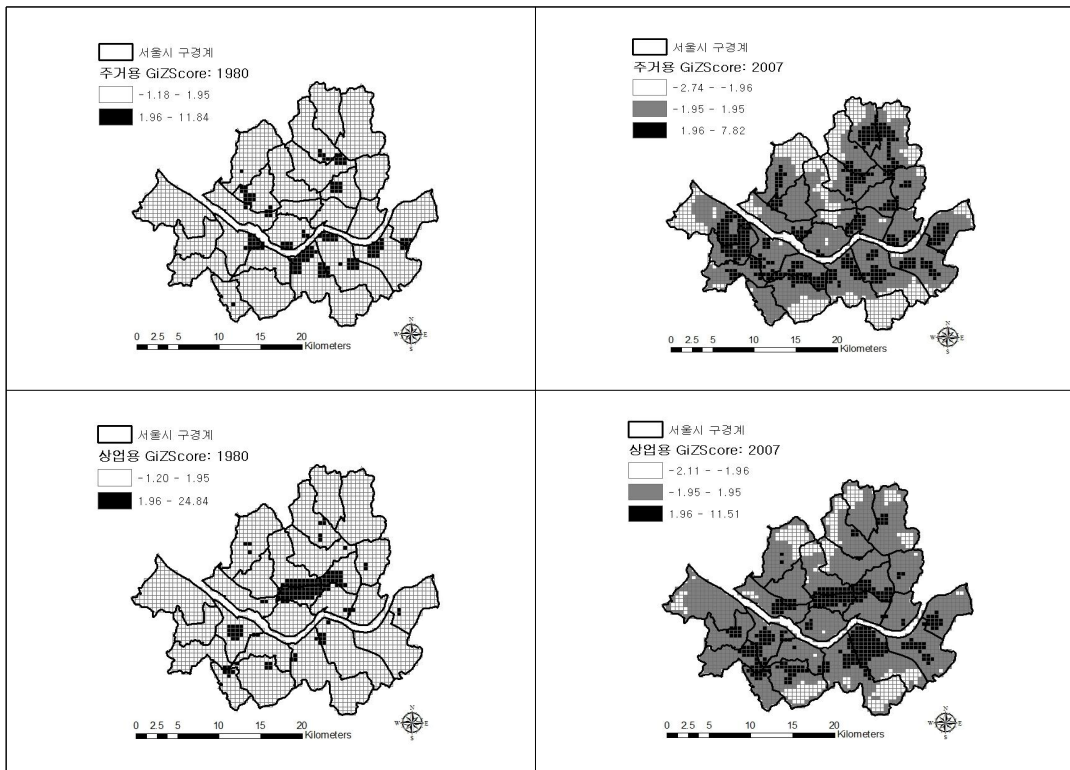 서울시 구경계
주거용 GiZScore: 1980
-1.18 - 1.95
1.96 - 11.84
N
W E
S
0 2.5 5 10 15 20
Kilometers
서울시 구경계
주거용 GiZScore: 2007
-2.74 - -1.96
-1.95 - 1.95
1.96 - 7.82
N
W E
S
0 2.5 5 10 15 20
Kilometers
서울시 구경계
상업용 GiZScore: 1980
-1.20 - 1.95
1.96 - 24.84
N
W E
S
0 2.5 5 10 15 20
Kilometers
서울시 구경계
상업용 GiZScore: 2007
-2.11 - -1.96
-1.95 - 1.95
1.96 - 11.51
N
W E
S
0 2.5 5 10 15 20
Kilometers